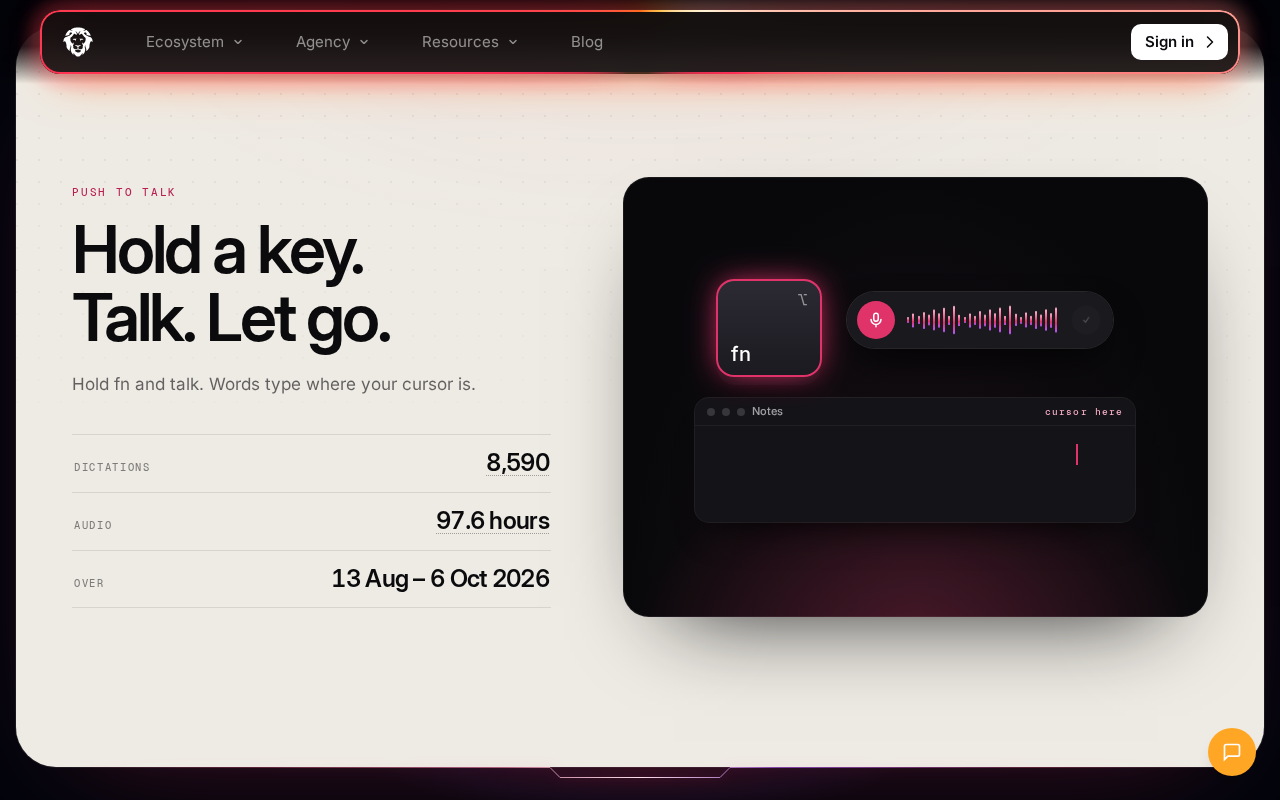 Ecosystem
Agency
Resources
Blog
Sign in
PUSH TO TALK
Hold a key.
Talk. Let go.
Hold fn and talk. Words type where your cursor is.
DICTATIONS
8,590
AUDIO
97.6 hours
OVER
13 Aug – 6 Oct 2026
⌥
fn
Notes
cursor here